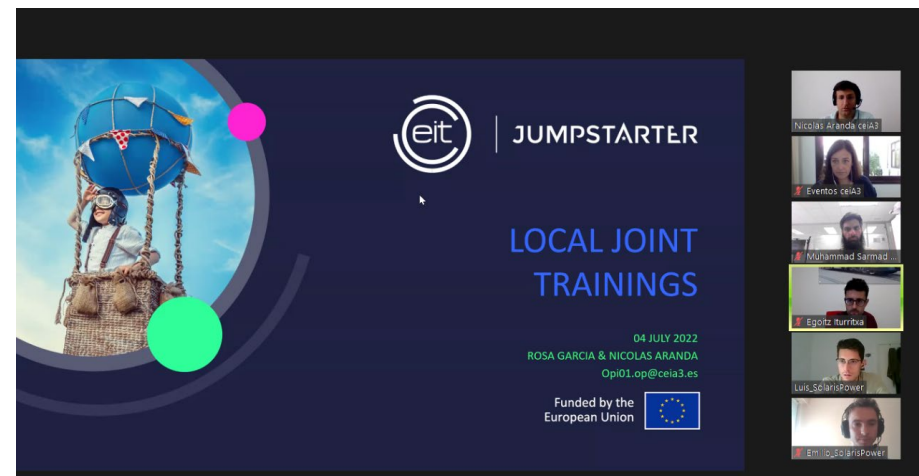 eit
JUMPSTARTER
LOCAL JOINT
TRAININGS
04 JULY 2022
ROSA GARCIA & NICOLAS ARANDA
Opi01.op@ceia3.es
Funded by the
European Union
Nicolas Aranda ceiA3
Eventos ceiA3
Muhammad Sarmad ...
Egoitz Iturritxa
Luis_SolarisPower
Emilio_SolarisPower